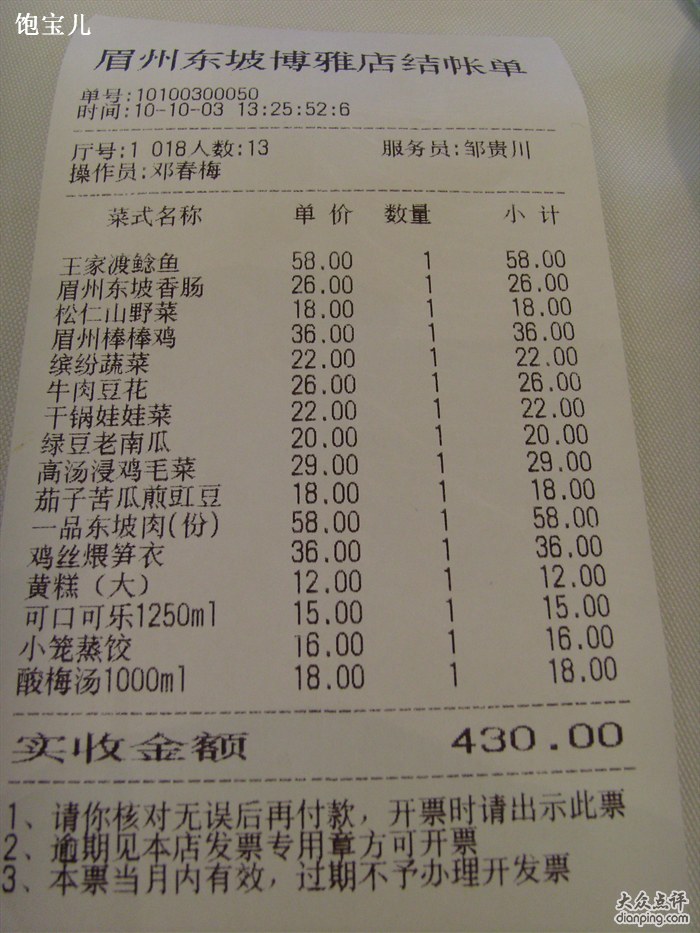 饱宝儿
眉州东坡博雅店结帐单
单号:10100300050
时间:10-10-03 13:25:52:6
厅号:1 018人数:13 服务员:邹贵川
操作员:邓春梅
菜式名称 单价 数量 小计
王家渡鲶鱼 58.00 1 58.00
眉州东坡香肠 26.00 1 26.00
松仁山野菜 18.00 1 18.00
眉州棒棒鸡 36.00 1 36.00
缤纷蔬菜 22.00 1 22.00
牛肉豆花 26.00 1 26.00
干锅娃娃菜 22.00 1 22.00
绿豆老南瓜 20.00 1 20.00
高汤浸鸡毛菜 29.00 1 29.00
茄子苦瓜煎豇豆 18.00 1 18.00
一品东坡肉(份) 58.00 1 58.00
鸡丝煨笋衣 36.00 1 36.00
黄糕（大） 12.00 1 12.00
可口可乐1250ml 15.00 1 15.00
小笼蒸饺 16.00 1 16.00
酸梅汤1000ml 18.00 1 18.00
实收金额 430.00
1、请你核对无误后再付款，开票时请出示此票
2、逾期见本店发票专用章方可开票
3、本票当月内有效，过期不予办理开发票
大众点评
dianping.com